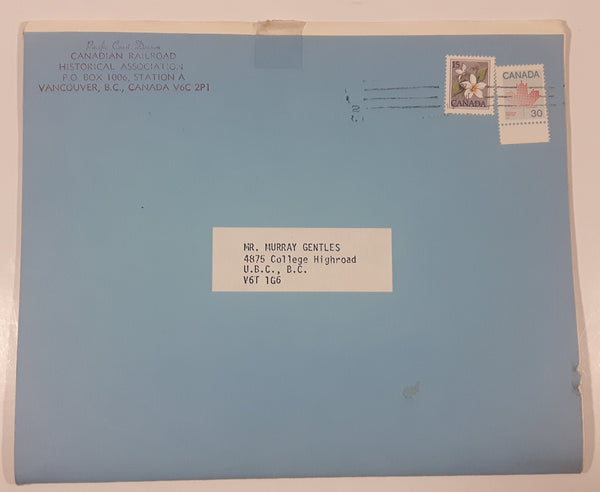 Pacific Coast Division
CANADIAN RAILROAD
HISTORICAL ASSOCIATION
P.O. BOX 1006, STATION A
VANCOUVER, B.C., CANADA V6C 2P1
15
CANADA
CANADA
30
MR. MURRAY GENTLES
4875 College Highroad
U.B.C., B.C.
V6T 1G6